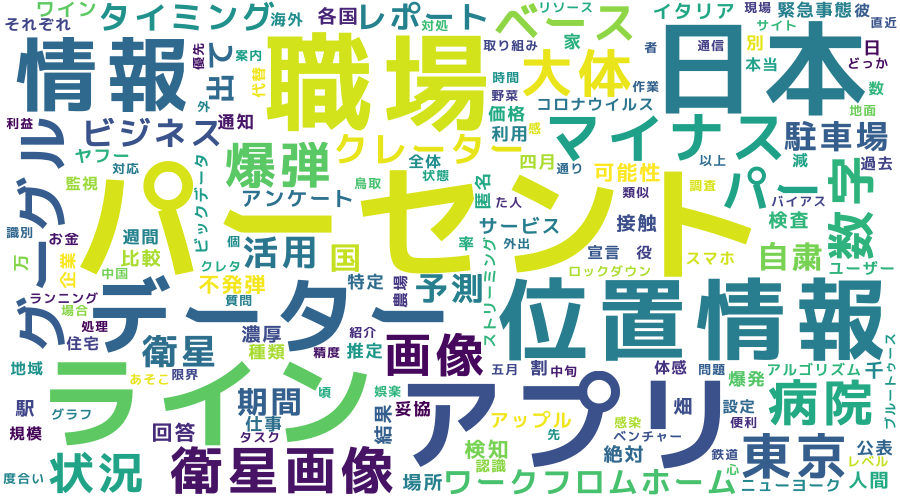 ワイン
タイミング
海外
各国
レポート
対処
ベース
リソース
イタリア
現場
緊急事態
彼
それぞれ
サイト
直近
情報
優先
出て
案内
代替
職場
取り組み
家
大体
者
通信
日本
別
本当
日
どっか
数
地面
外
時間
野菜
作業
コロナウイルス
利益
ビジネス
通知
価格
利用
感
マイナス
駐車場
グーグル
ヤフー
対応
監視
ビックデータ
爆弾
クレーター
全体
状態
四月
通り
可能性
以上
減
過去
類似
調査
パー
バイアス
数字
鳥取
匿名
た人
アンケート
パーセント
識別
お金
万
企業
週間
比較
個
活用
国
サービス
率
接触
検査
外出
宣言
役
スマホ
自粛
ユーザー
中国
クレタ
不発弾
特定
農場
予測
ストリーミング
ロックダウン
ランニング
場合
質問
処理
住宅
データー
濃厚
紹介
種類
精度
推定
位置情報
地域
あそこ
限界
衛星
画像
頃
娯楽
五月
割
中旬
体感
問題
爆発
アルゴリズム
千
ブルートゥース
駅
グラフ
規模
ライン
期間
仕事
タスク
回答
結果
妥協
アップル
アプリ
感染
ベンチャー
先
畑
設定
便利
病院
度合い
状況
衛星画像
場所
検知
認識
絶対
鉄道
心
東京
公表
レベル
人間
ワークフロムホーム
ニューヨーク